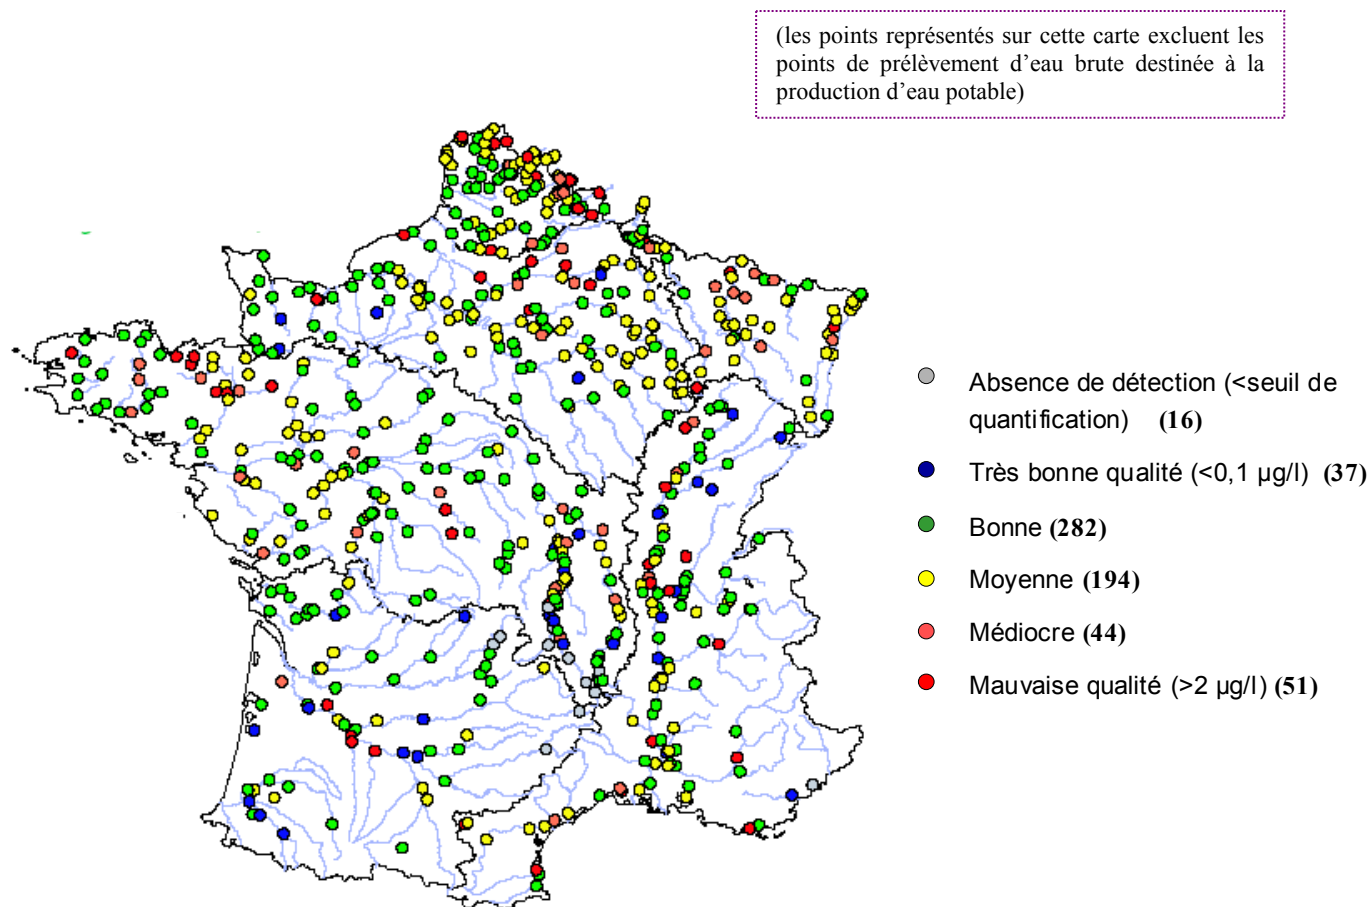 (les points représentés sur cette carte excluent les
points de prélèvement d’eau brute destinée à la
production d’eau potable)
Absence de détection (<seuil de
quantification) (16)
Très bonne qualité (<0,1 µg/l) (37)
Bonne (282)
Moyenne (194)
Médiocre (44)
Mauvaise qualité (>2 µg/l) (51)